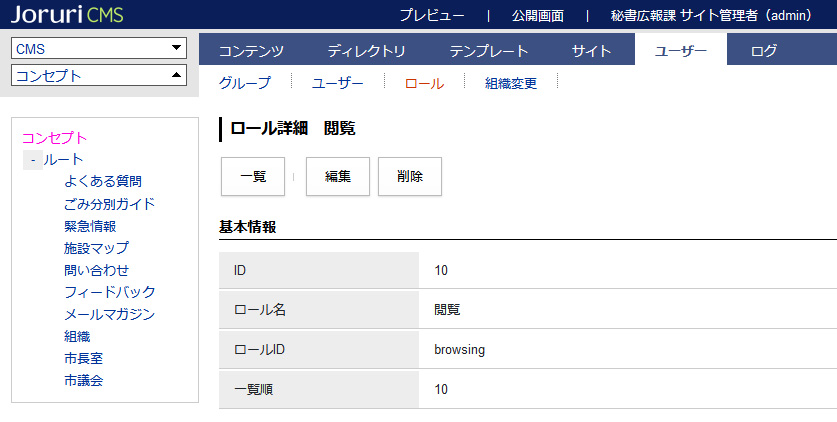 Joruri CMS
プレビュー | 公開画面 | 秘書広報課 サイト管理者（admin）
CMS
コンセプト
コンテンツ ディレクトリ テンプレート サイト ユーザー ログ
グループ ユーザー ロール 組織変更
コンセプト
- ルート
よくある質問
ごみ分別ガイド
緊急情報
施設マップ
問い合わせ
フィードバック
メールマガジン
組織
市長室
市議会
ロール詳細　閲覧
一覧 編集 削除
基本情報
ID 10
ロール名 閲覧
ロールID browsing
一覧順 10